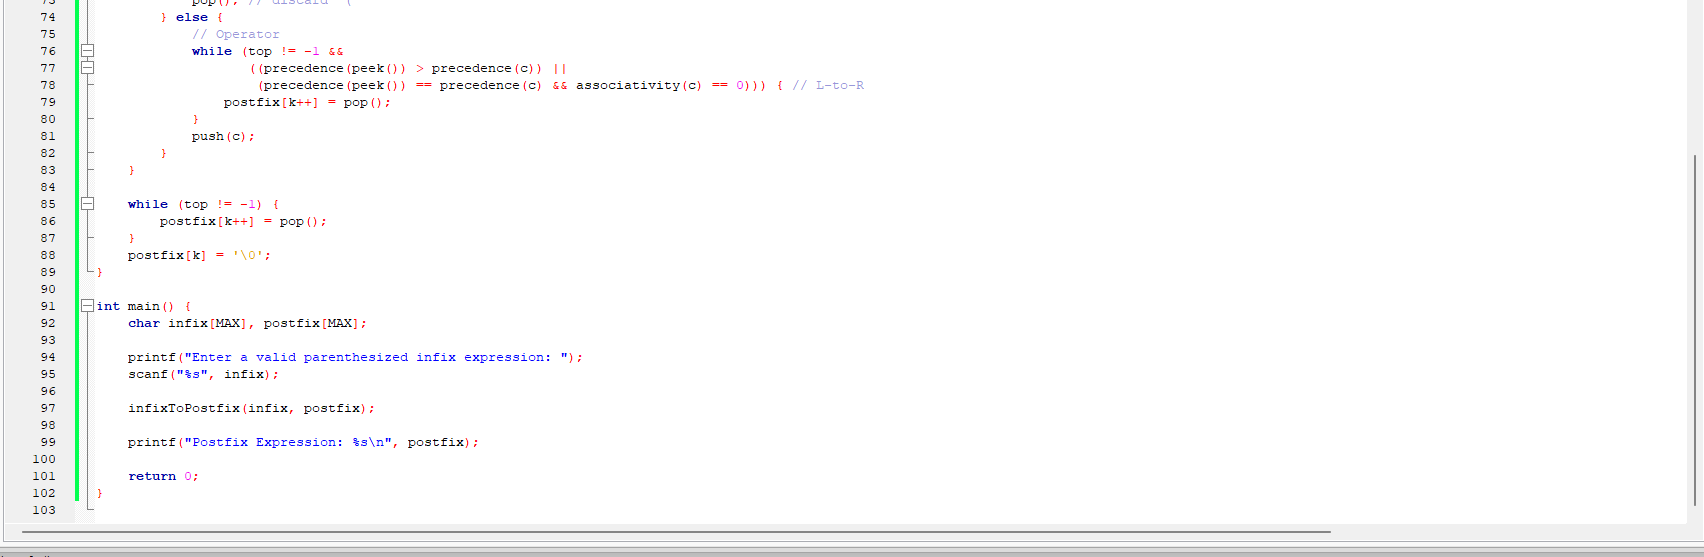 73 pop(); // discard '('
74 } else {
75 // Operator
76 while (top != -1 &&
77 ((precedence(peek()) > precedence(c)) ||
78 (precedence(peek()) == precedence(c) && associativity(c) == 0))) { // L-to-R
79 postfix[k++] = pop();
80 }
81 push(c);
82 }
83 }
84
85 while (top != -1) {
86 postfix[k++] = pop();
87 }
88 postfix[k] = '\0';
89 }
90
91 int main() {
92 char infix[MAX], postfix[MAX];
93
94 printf("Enter a valid parenthesized infix expression: ");
95 scanf("%s", infix);
96
97 infixToPostfix(infix, postfix);
98
99 printf("Postfix Expression: %s\n", postfix);
100
101 return 0;
102 }
103